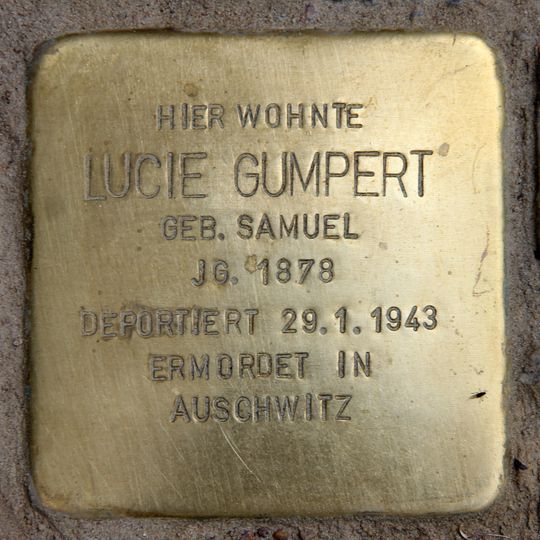 HIER WOHNTE
LUCIE GUMPERT
GEB. SAMUEL
JG. 1878
DEPORTIERT 29.1.1943
ERMORDET IN
AUSCHWITZ